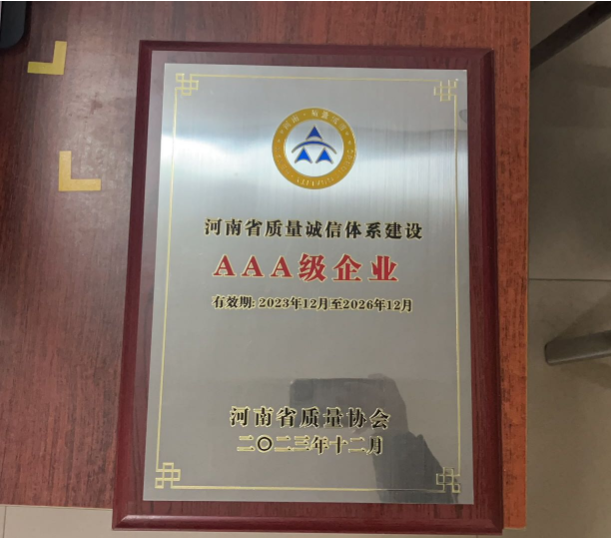 河南省质量诚信体系建设
AAA级企业
有效期: 2023年12月至2026年12月
河南省质量协会
二〇二三年十二月